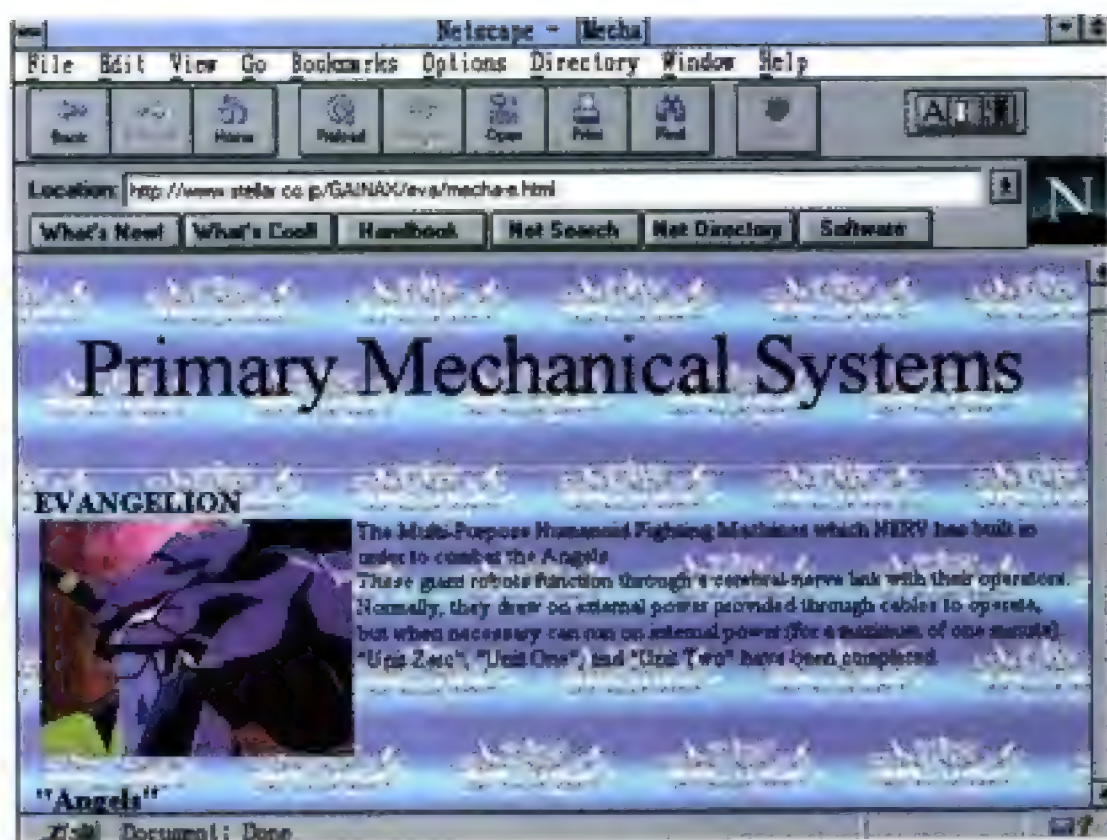 Netscape - [Mecha]
File Edit View Go Bookmarks Options Directory Window Help
Back Home Reload Open Print Find
Location: http://www.stellar.co.jp/GAINAX/eva/mecha-e.html
What's New! What's Cool! Handbook Net Search Net Directory Software
N
Primary Mechanical Systems
EVANGELION
The Multi-Purpose Humanoid Fighting Machines which NERV has built in
order to combat the Angels
These giant robots function through a cerebral-nerve link with their operators.
Normally, they draw on external power provided through cables to operate,
but when necessary can run on internal power (for a maximum of one minute).
"Unit Zero", "Unit One", and "Unit Two" have been completed.
"Angels"
Document: Done